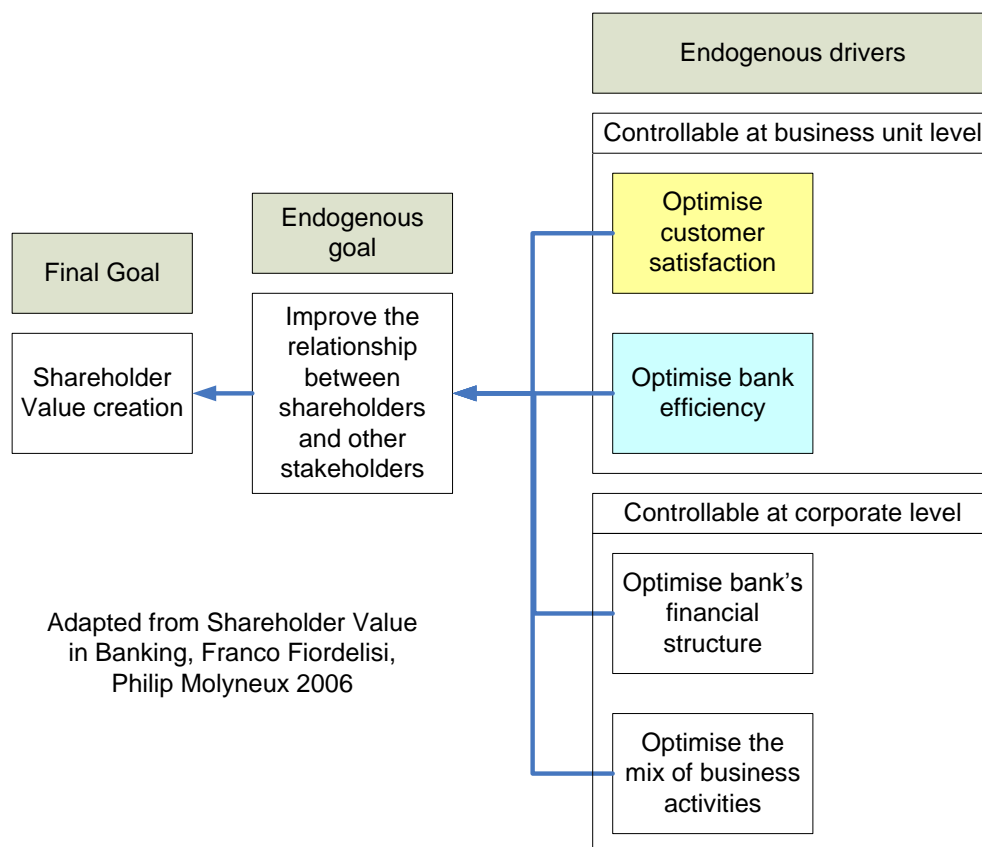 Endogenous drivers
Controllable at business unit level
Optimise
customer
satisfaction
Endogenous
goal
Final Goal
Improve the
relationship
between
shareholders
and other
stakeholders
Shareholder
Value creation
Optimise bank
efficiency
Controllable at corporate level
Optimise bank’s
financial
structure
Adapted from Shareholder Value
in Banking, Franco Fiordelisi,
Philip Molyneux 2006
Optimise the
mix of business
activities